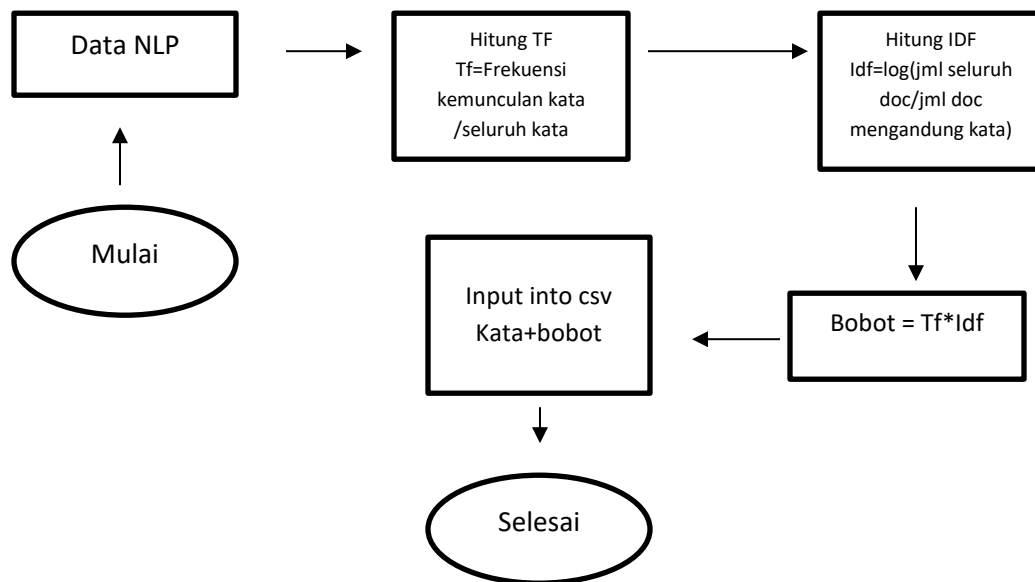 Data NLP
Hitung TF
Tf=Frekuensi
kemunculan kata
/seluruh kata
Hitung IDF
Idf=log(jml seluruh
doc/jml doc
mengandung kata)
Mulai
Input into csv
Kata+bobot
Bobot = Tf*Idf
Selesai